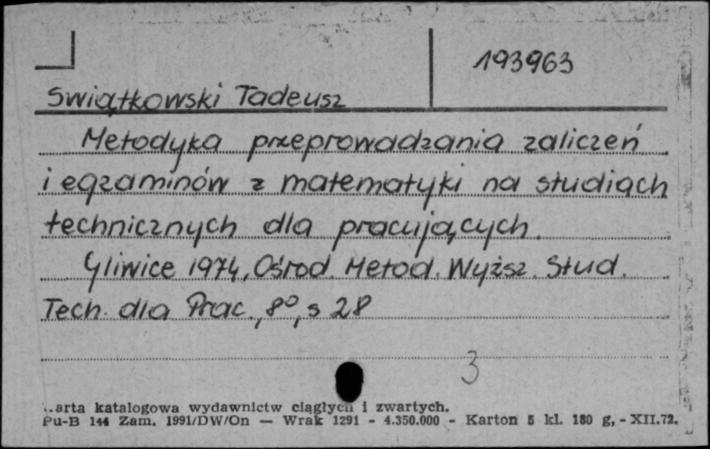 193963
Swiątkowski Tadeusz
Metodyka przeprowadzania zaliczeń
i egzaminów z matematyki na studiach
technicznych dla pracujących.
Gliwice 1974, Ośrod. Metod. Wyższ. Stud.
Tech. dla Prac., 8°, s 28
3
arta katalogowa wydawnictw ciągłych i zwartych.
Pu-B 144 Zam. 1991/DW/On — Wrak 1291 - 4.350.000 - Karton 5 kl. 180 g, - XII.72.